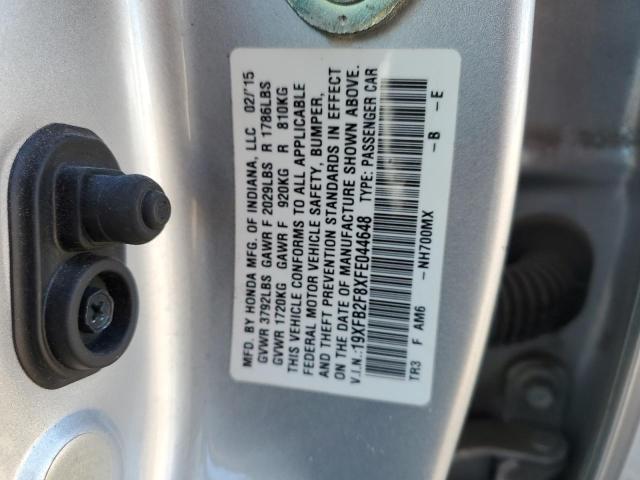 MFD. BY HONDA MFG. OF INDIANA, LLC 02/'15
GVWR 3792LBS GAWR F 2029LBS R 1786LBS
GVWR 1720KG GAWR F 920KG R 810KG
THIS VEHICLE CONFORMS TO ALL APPLICABLE
FEDERAL MOTOR VEHICLE SAFETY, BUMPER,
AND THEFT PREVENTION STANDARDS IN EFFECT
ON THE DATE OF MANUFACTURE SHOWN ABOVE.
V.I.N.:19XFB2F8XFE044648 TYPE: PASSENGER CAR
TR3 F AM6 -NH700MX -B -E